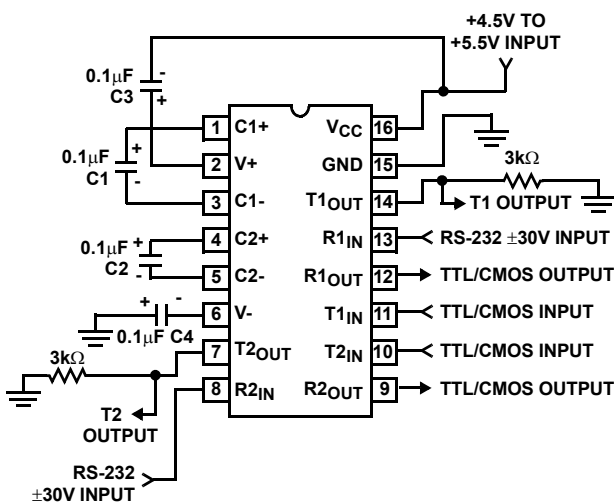 +4.5V TO
+5.5V INPUT
0.1μF
C3
-
+
0.1μF
C1
+
-
0.1μF
C2
+
-
+
-
0.1μF C4
3kΩ
T2
OUTPUT
RS-232
±30V INPUT
1 C1+
2 V+
3 C1-
4 C2+
5 C2-
6 V-
7 T2OUT
8 R2IN
VCC 16
GND 15
T1OUT 14
R1IN 13
R1OUT 12
T1IN 11
T2IN 10
R2OUT 9
3kΩ
T1 OUTPUT
RS-232 ±30V INPUT
TTL/CMOS OUTPUT
TTL/CMOS INPUT
TTL/CMOS INPUT
TTL/CMOS OUTPUT